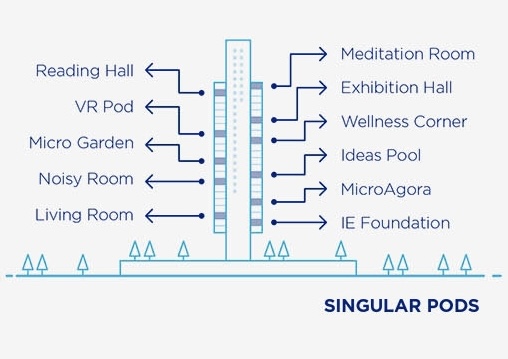 Reading Hall
VR Pod
Micro Garden
Noisy Room
Living Room
Meditation Room
Exhibition Hall
Wellness Corner
Ideas Pool
MicroAgora
IE Foundation
SINGULAR PODS